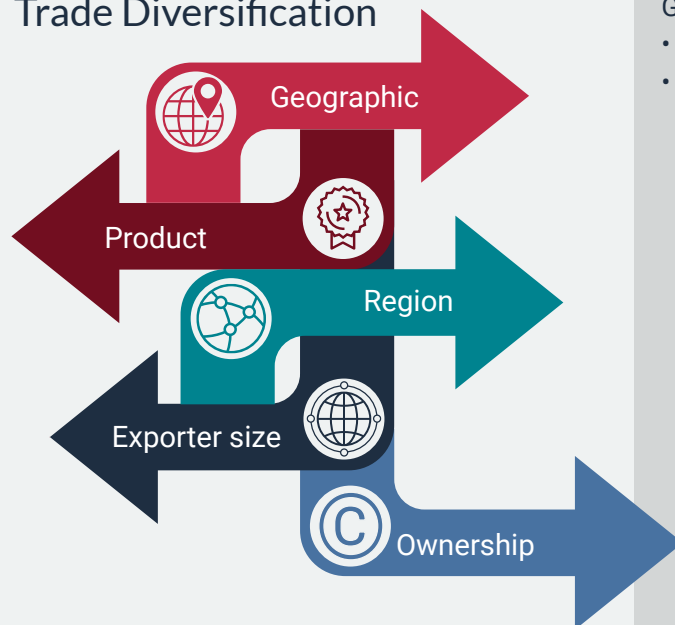 Trade Diversification
Geographic
Product
Region
Exporter size
Ownership